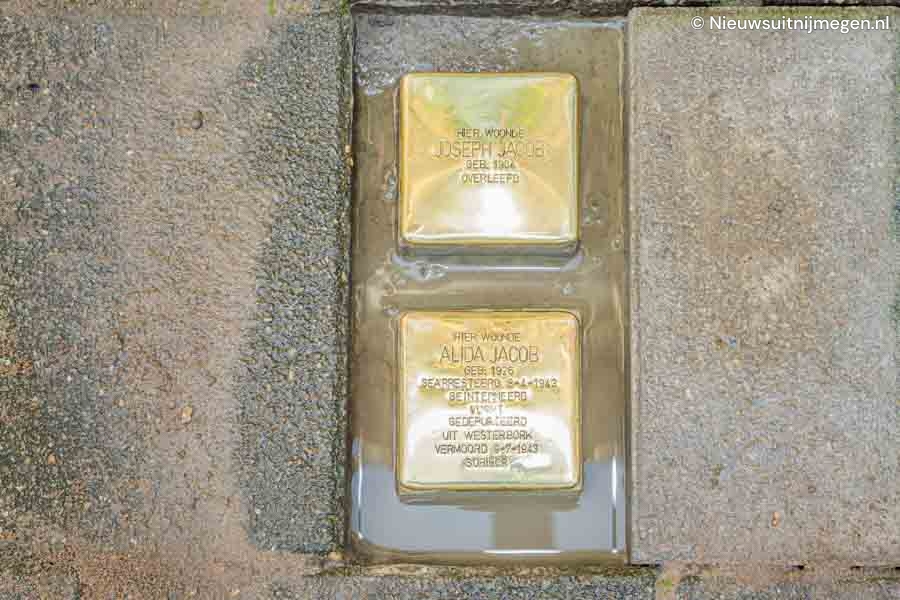 © Nieuwsuitnijmegen.nl
HIER WOONDE
JOSEPH JACOB
GEB. 1904
OVERLEEFD
HIER WOONDE
ALIDA JACOB
GEB. 1926
GEARRESTEERD 8-4-1943
GEÏNTERNEERD
VUGHT
GEDEPORTEERD
UIT WESTERBORK
VERMOORD 9-7-1943
SOBIBOR